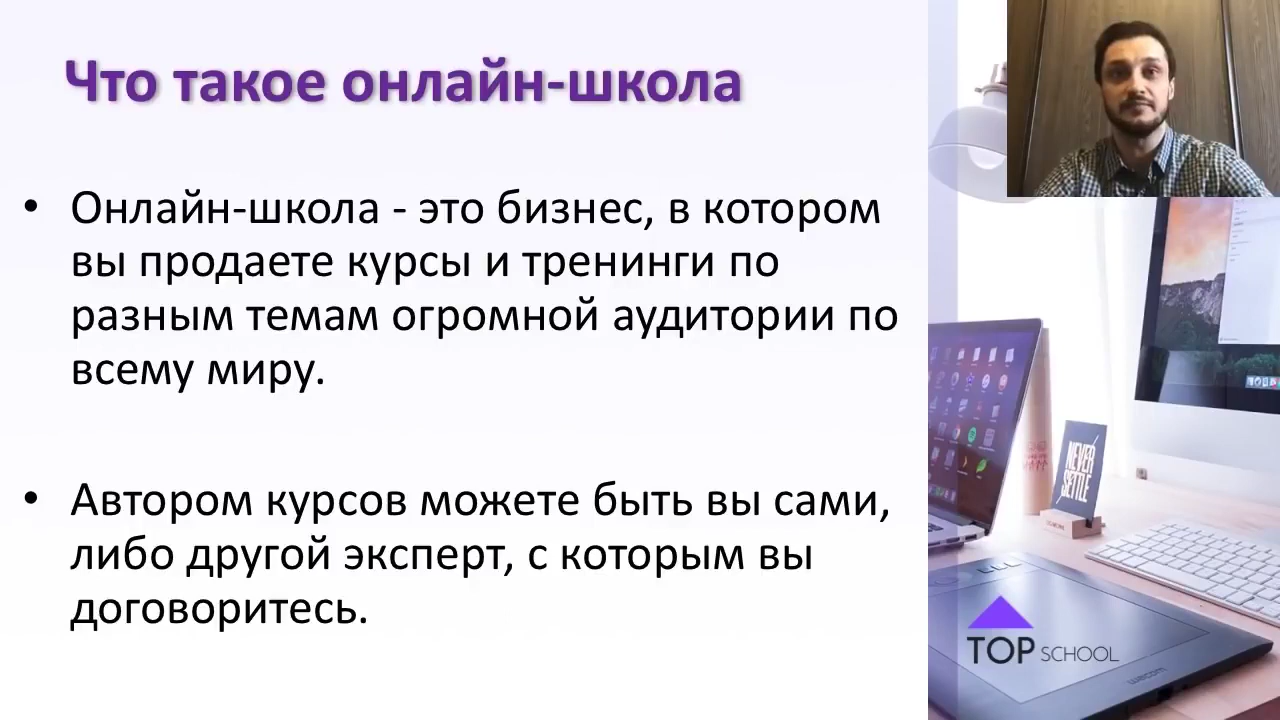 Что такое онлайн-школа
• Онлайн-школа - это бизнес, в котором
вы продаете курсы и тренинги по
разным темам огромной аудитории по
всему миру.
• Автором курсов можете быть вы сами,
либо другой эксперт, с которым вы
договоритесь.
NEVER
SETTLE
TOP SCHOOL
wacom